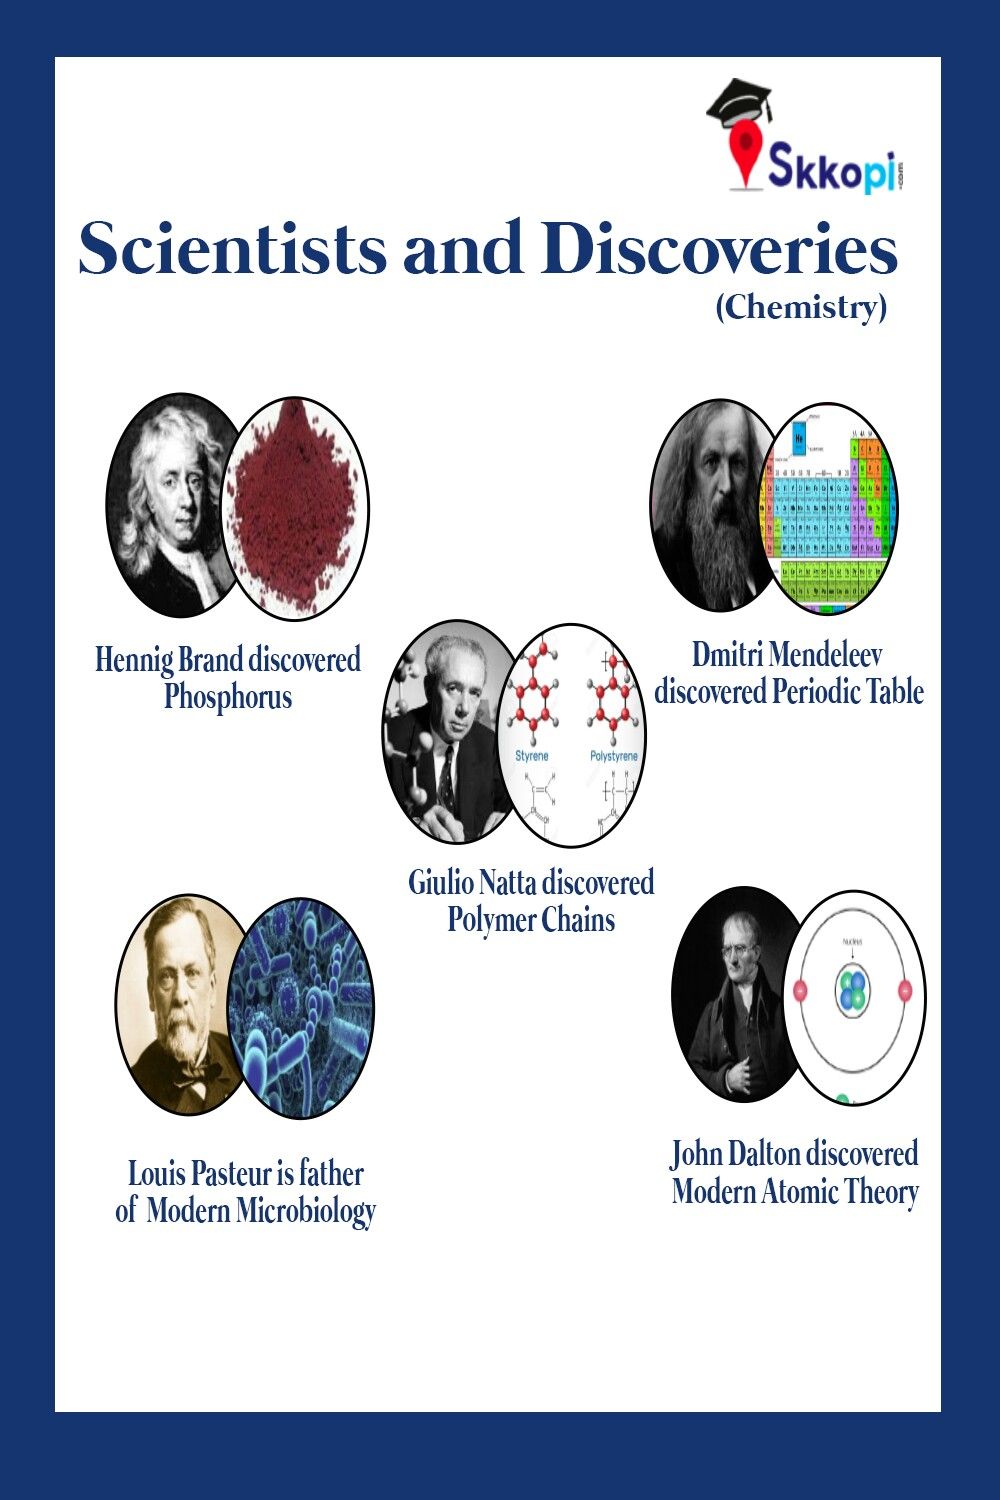 Skkopi.com
Scientists and Discoveries
(Chemistry)
Hennig Brand discovered
Phosphorus
Dmitri Mendeleev
discovered Periodic Table
He
Styrene
Polystyrene
Giulio Natta discovered
Polymer Chains
Louis Pasteur is father
of Modern Microbiology
Nucleus
John Dalton discovered
Modern Atomic Theory